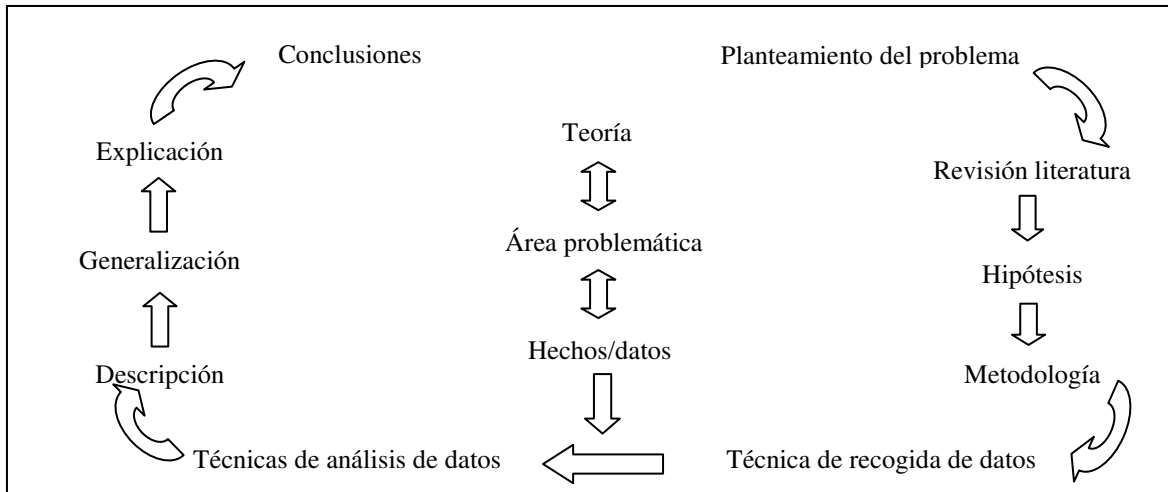 Conclusiones
Planteamiento del problema
Teoría
Explicación
Revisión literatura
Área problemática
Generalización
Hipótesis
Hechos/datos
Descripción
Metodología
Técnicas de análisis de datos
Técnica de recogida de datos